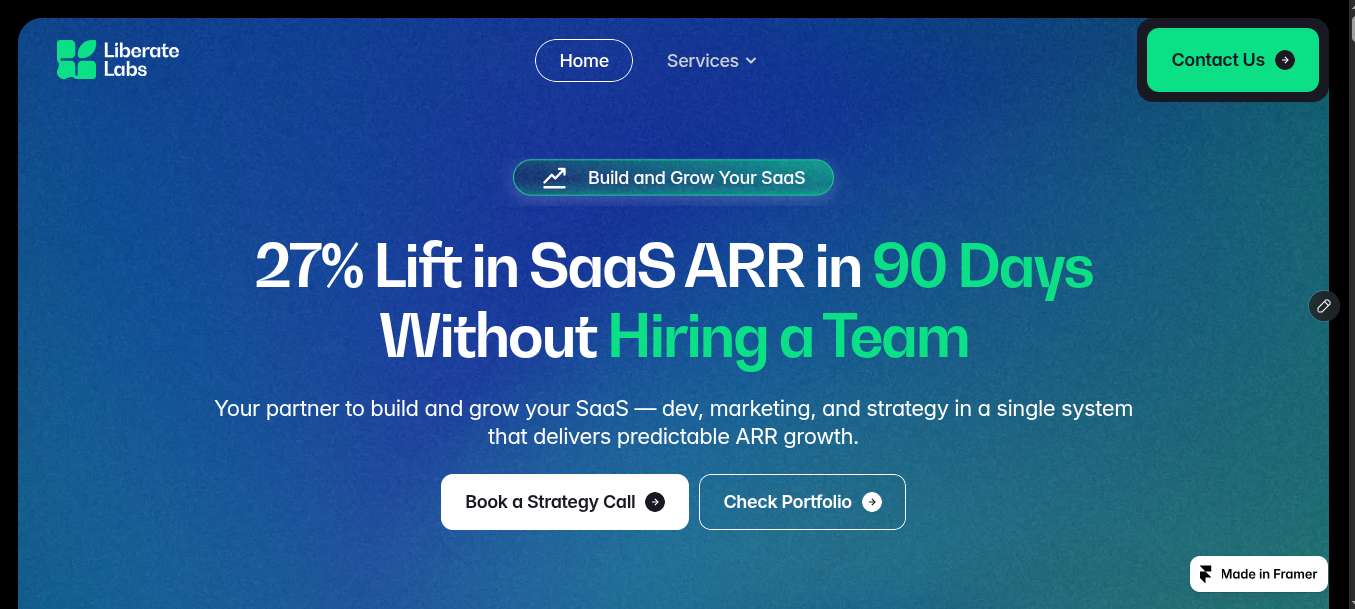 Liberate
Labs
Home
Services
Contact Us
Build and Grow Your SaaS
27% Lift in SaaS ARR in 90 Days
Without Hiring a Team
Your partner to build and grow your SaaS — dev, marketing, and strategy in a single system
that delivers predictable ARR growth.
Book a Strategy Call
Check Portfolio
Made in Framer